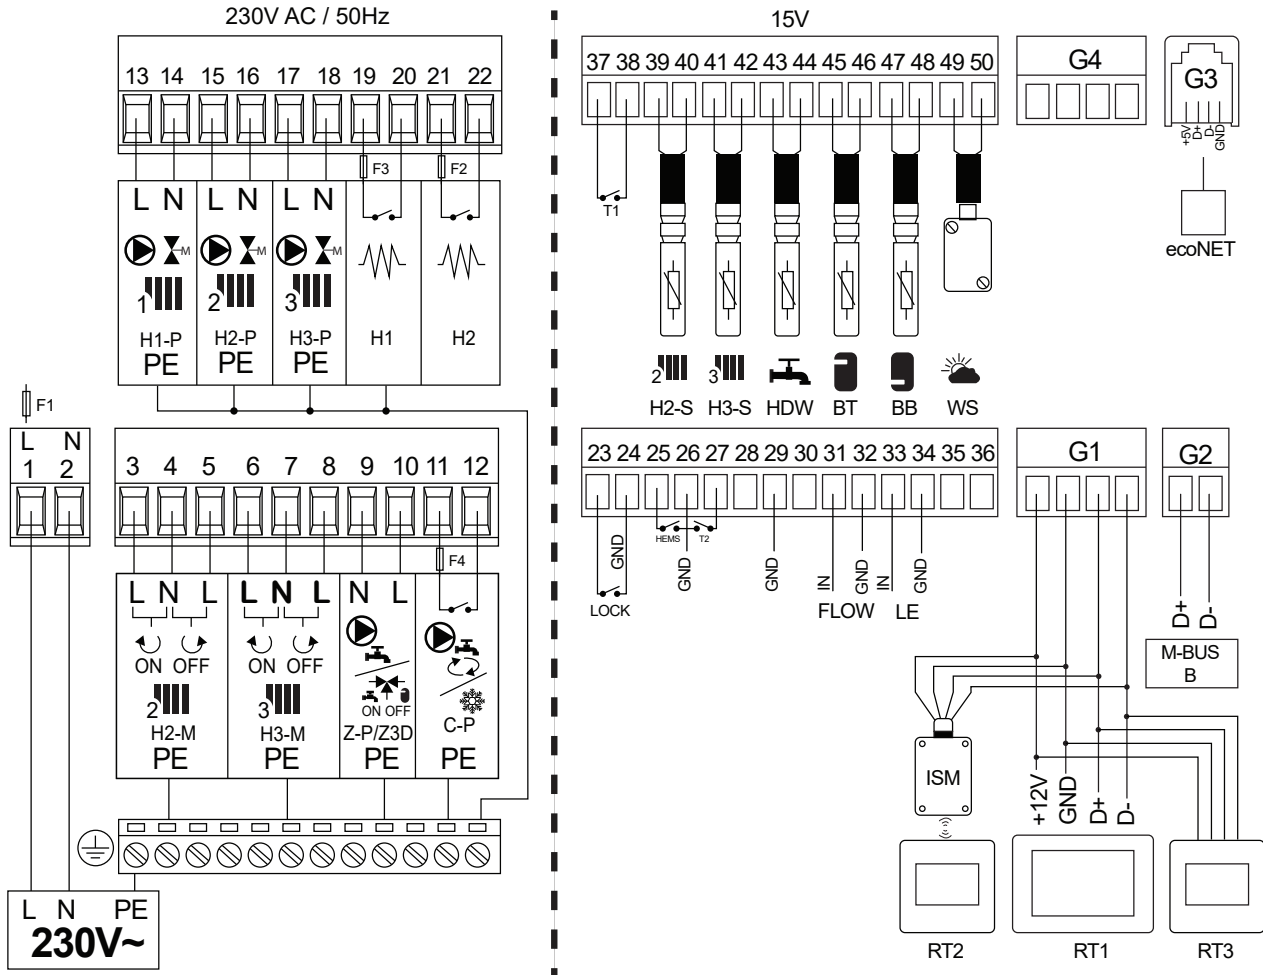 230V AC / 50Hz
15V
13 14 15 16 17 18 19 20 21 22
37 38 39 40 41 42 43 44 45 46 47 48 49 50
G4
G3
+5V
D+
D-
GND
F3
F2
L N L N L N
T1
M M M
ecoNET
1 2 3
H1-P H2-P H3-P H1 H2
PE PE PE
2 3
H2-S H3-S HDW BT BB WS
F1
L N
1 2
3 4 5 6 7 8 9 10 11 12
23 24 25 26 27 28 29 30 31 32 33 34 35 36
G1
G2
F4
HEMS T2
GND
GND
GND
IN
GND
IN
GND
LOCK
FLOW LE
L N L L N L N L
D+
D-
M-BUS
B
ON OFF ON OFF
ON OFF
2 3
H2-M H3-M Z-P/Z3D C-P
PE PE PE PE
ISM
+12V
GND
D+
D-
L N PE
230V~
RT2 RT1 RT3